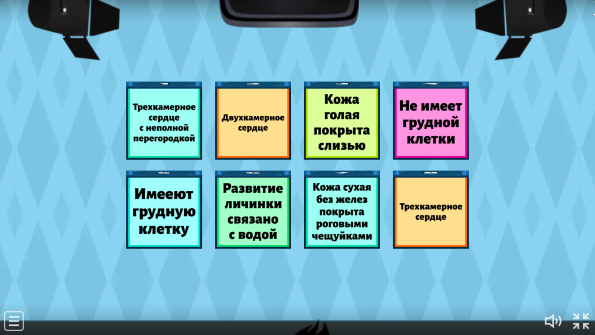 Трехкамерное
сердце
с неполной
перегородкой
Двухкамерное
сердце
Кожа
голая
покрыта
слизью
Не имеет
грудной
клетки
Имееют
грудную
клетку
Развитие
личинки
связано
с водой
Кожа сухая
без желез
покрыта
роговыми
чещуйками
Трехкамерное
сердце